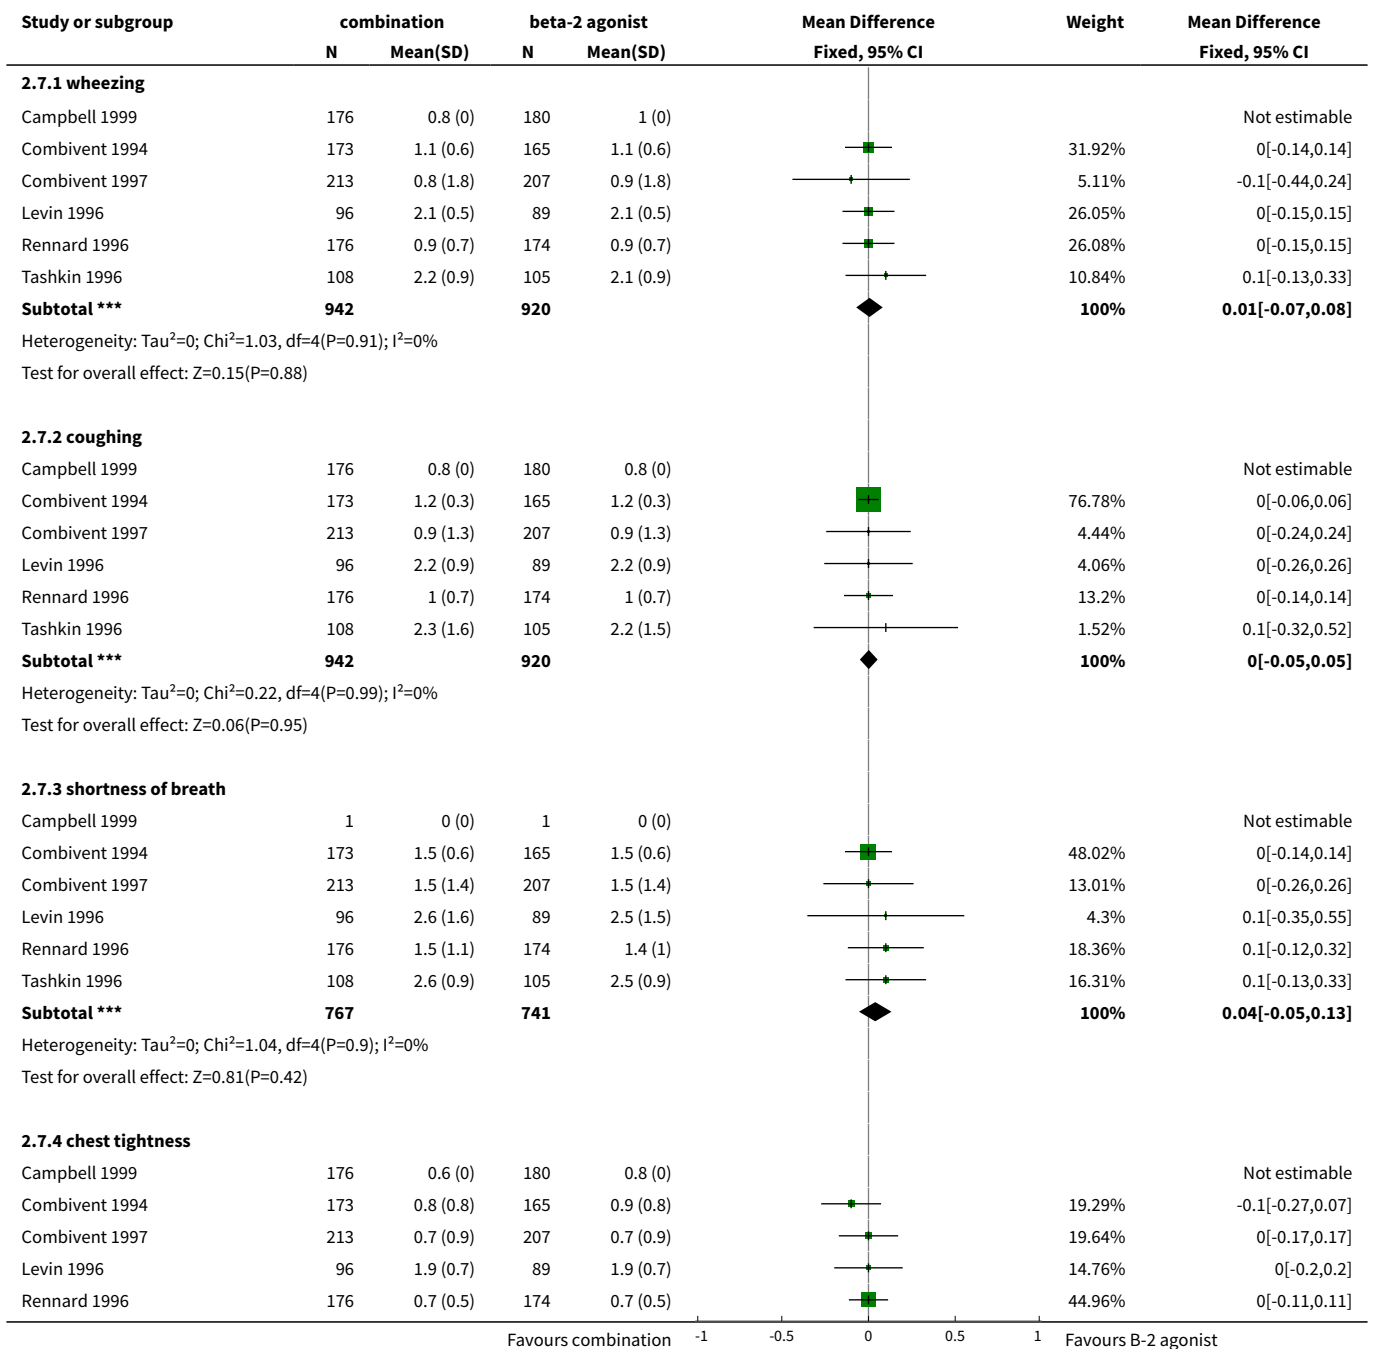 Study or subgroup combination beta-2 agonist Mean Difference Weight Mean Difference
N Mean(SD) N Mean(SD) Fixed, 95% CI Fixed, 95% CI
2.7.1 wheezing
Campbell 1999 176 0.8 (0) 180 1 (0) Not estimable
Combivent 1994 173 1.1 (0.6) 165 1.1 (0.6) 31.92% 0[-0.14,0.14]
Combivent 1997 213 0.8 (1.8) 207 0.9 (1.8) 5.11% -0.1[-0.44,0.24]
Levin 1996 96 2.1 (0.5) 89 2.1 (0.5) 26.05% 0[-0.15,0.15]
Rennard 1996 176 0.9 (0.7) 174 0.9 (0.7) 26.08% 0[-0.15,0.15]
Tashkin 1996 108 2.2 (0.9) 105 2.1 (0.9) 10.84% 0.1[-0.13,0.33]
Subtotal *** 942 920 100% 0.01[-0.07,0.08]
Heterogeneity: Tau²=0; Chi²=1.03, df=4(P=0.91); I²=0%
Test for overall effect: Z=0.15(P=0.88)
2.7.2 coughing
Campbell 1999 176 0.8 (0) 180 0.8 (0) Not estimable
Combivent 1994 173 1.2 (0.3) 165 1.2 (0.3) 76.78% 0[-0.06,0.06]
Combivent 1997 213 0.9 (1.3) 207 0.9 (1.3) 4.44% 0[-0.24,0.24]
Levin 1996 96 2.2 (0.9) 89 2.2 (0.9) 4.06% 0[-0.26,0.26]
Rennard 1996 176 1 (0.7) 174 1 (0.7) 13.2% 0[-0.14,0.14]
Tashkin 1996 108 2.3 (1.6) 105 2.2 (1.5) 1.52% 0.1[-0.32,0.52]
Subtotal *** 942 920 100% 0[-0.05,0.05]
Heterogeneity: Tau²=0; Chi²=0.22, df=4(P=0.99); I²=0%
Test for overall effect: Z=0.06(P=0.95)
2.7.3 shortness of breath
Campbell 1999 1 0 (0) 1 0 (0) Not estimable
Combivent 1994 173 1.5 (0.6) 165 1.5 (0.6) 48.02% 0[-0.14,0.14]
Combivent 1997 213 1.5 (1.4) 207 1.5 (1.4) 13.01% 0[-0.26,0.26]
Levin 1996 96 2.6 (1.6) 89 2.5 (1.5) 4.3% 0.1[-0.35,0.55]
Rennard 1996 176 1.5 (1.1) 174 1.4 (1) 18.36% 0.1[-0.12,0.32]
Tashkin 1996 108 2.6 (0.9) 105 2.5 (0.9) 16.31% 0.1[-0.13,0.33]
Subtotal *** 767 741 100% 0.04[-0.05,0.13]
Heterogeneity: Tau²=0; Chi²=1.04, df=4(P=0.9); I²=0%
Test for overall effect: Z=0.81(P=0.42)
2.7.4 chest tightness
Campbell 1999 176 0.6 (0) 180 0.8 (0) Not estimable
Combivent 1994 173 0.8 (0.8) 165 0.9 (0.8) 19.29% -0.1[-0.27,0.07]
Combivent 1997 213 0.7 (0.9) 207 0.7 (0.9) 19.64% 0[-0.17,0.17]
Levin 1996 96 1.9 (0.7) 89 1.9 (0.7) 14.76% 0[-0.2,0.2]
Rennard 1996 176 0.7 (0.5) 174 0.7 (0.5) 44.96% 0[-0.11,0.11]
Favours combination -1 -0.5 0 0.5 1 Favours B-2 agonist